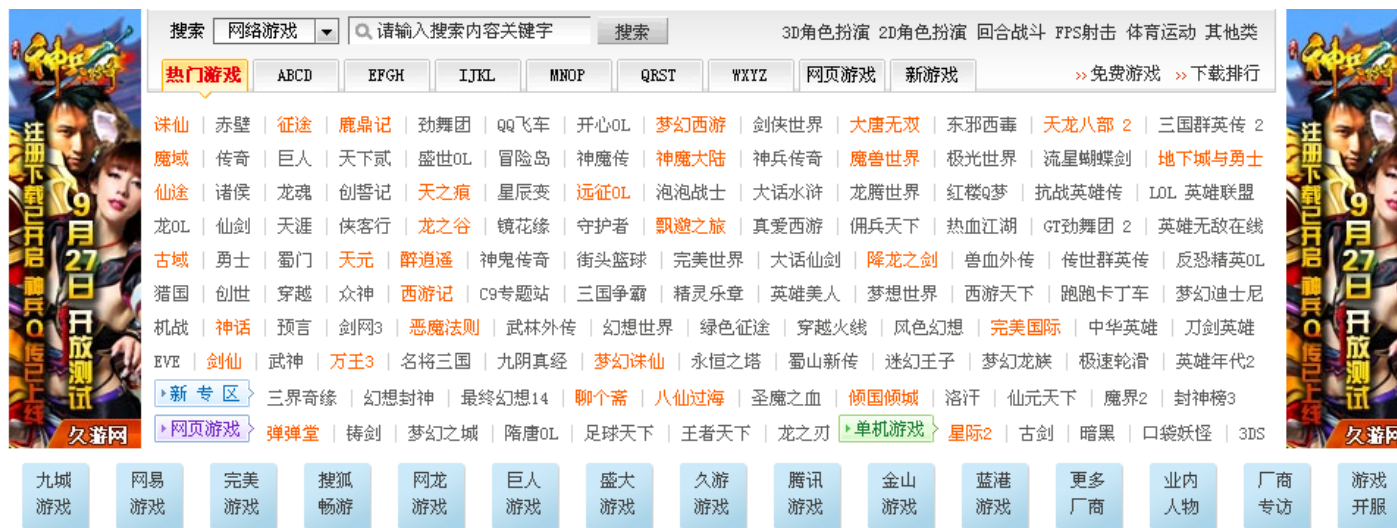 搜索 网络游戏 请输入搜索内容关键字 搜索 3D角色扮演 2D角色扮演 回合战斗 FPS射击 体育运动 其他类
热门游戏 ABCD EFGH IJKL MNOP QRST WXYZ 网页游戏 新游戏 >>免费游戏 >>下载排行
诛仙 | 赤壁 | 征途 | 鹿鼎记 | 劲舞团 | QQ飞车 | 开心OL | 梦幻西游 | 剑侠世界 | 大唐无双 | 东邪西毒 | 天龙八部 2 | 三国群英传 2
魔域 | 传奇 | 巨人 | 天下贰 | 盛世OL | 冒险岛 | 神魔传 | 神魔大陆 | 神兵传奇 | 魔兽世界 | 极光世界 | 流星蝴蝶剑 | 地下城与勇士
仙途 | 诸侯 | 龙魂 | 创誓记 | 天之痕 | 星辰变 | 远征OL | 泡泡战士 | 大话水浒 | 龙腾世界 | 红楼Q梦 | 抗战英雄传 | LOL 英雄联盟
龙OL | 仙剑 | 天涯 | 侠客行 | 龙之谷 | 镜花缘 | 守护者 | 飘邈之旅 | 真爱西游 | 佣兵天下 | 热血江湖 | GT劲舞团 2 | 英雄无敌在线
古域 | 勇士 | 蜀门 | 天元 | 醉逍遥 | 神鬼传奇 | 街头篮球 | 完美世界 | 大话仙剑 | 降龙之剑 | 兽血外传 | 传世群英传 | 反恐精英OL
猎国 | 创世 | 穿越 | 众神 | 西游记 | C9专题站 | 三国争霸 | 精灵乐章 | 英雄美人 | 梦想世界 | 西游天下 | 跑跑卡丁车 | 梦幻迪士尼
机战 | 神话 | 预言 | 剑网3 | 恶魔法则 | 武林外传 | 幻想世界 | 绿色征途 | 穿越火线 | 风色幻想 | 完美国际 | 中华英雄 | 刀剑英雄
EVE | 剑仙 | 武神 | 万王3 | 名将三国 | 九阴真经 | 梦幻诛仙 | 永恒之塔 | 蜀山新传 | 迷幻王子 | 梦幻龙族 | 极速轮滑 | 英雄年代2
新 专 区 三界奇缘 | 幻想封神 | 最终幻想14 | 聊个斋 | 八仙过海 | 圣魔之血 | 倾国倾城 | 洛汗 | 仙元天下 | 魔界2 | 封神榜3
网页游戏 弹弹堂 | 铸剑 | 梦幻之城 | 隋唐OL | 足球天下 | 王者天下 | 龙之刃 单机游戏 星际2 | 古剑 | 暗黑 | 口袋妖怪 | 3DS
神兵传奇
注册下载已开启 神兵Q传已上线
9月27日 开放测试
久游网
注册下载已开启 神兵Q传已上线
9月27日 开放测试
久游网
九城 网易 完美 搜狐 网龙 巨人 盛大 久游 腾讯 金山 蓝港 更多 业内 厂商 游戏
游戏 游戏 游戏 畅游 游戏 游戏 游戏 游戏 游戏 游戏 游戏 厂商 人物 专访 开服